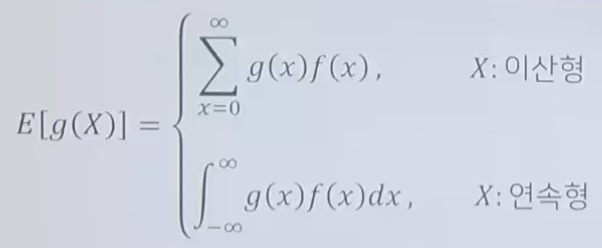 E[g(X)] = { ∑_{x=0}^{∞} g(x)f(x), X: 이산형
∫_{-∞}^{∞} g(x)f(x)dx, X: 연속형